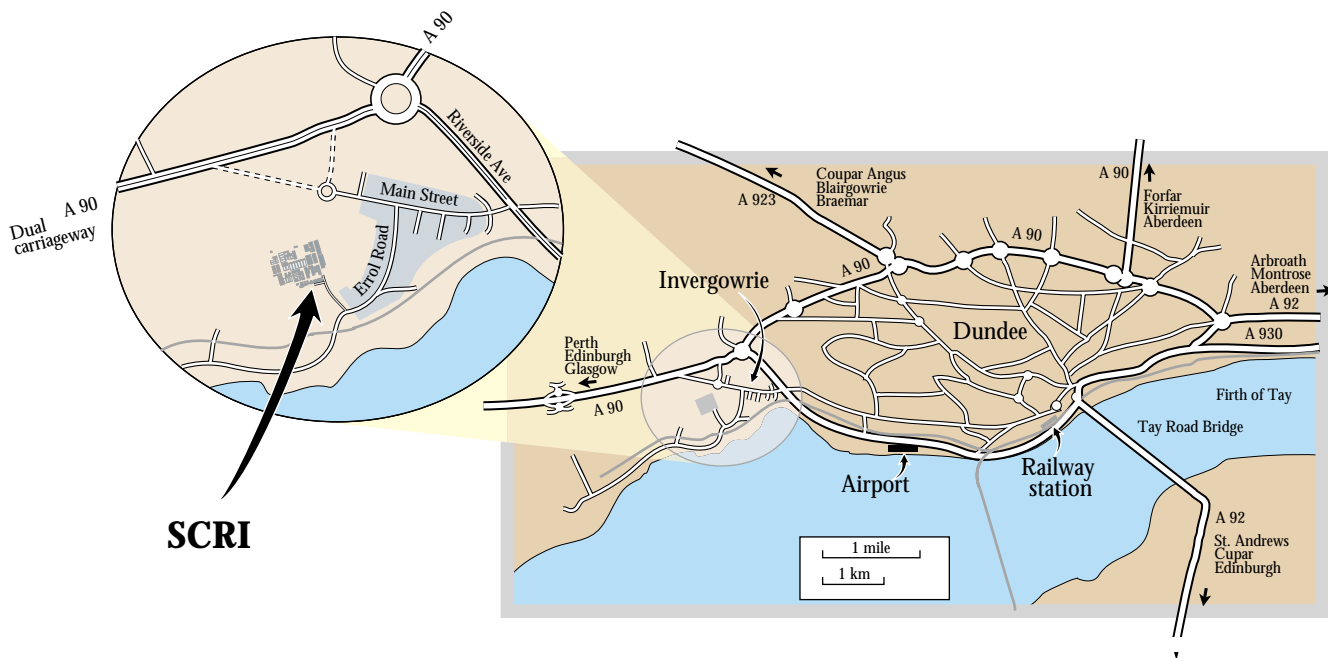 A 90
Riverside Ave
Main Street
Errol Road
A 90
Dual
carriageway
SCRI
Coupar Angus
Blairgowrie
Braemar
A 923
A 90
Forfar
Kirriemuir
Aberdeen
A 90
A 90
Arbroath
Montrose
Aberdeen
A 92
A 930
Invergowrie
Dundee
Perth
Edinburgh
Glasgow
A 90
Firth of Tay
Tay Road Bridge
Airport
Railway
station
A 92
St. Andrews
Cupar
Edinburgh
1 mile
1 km